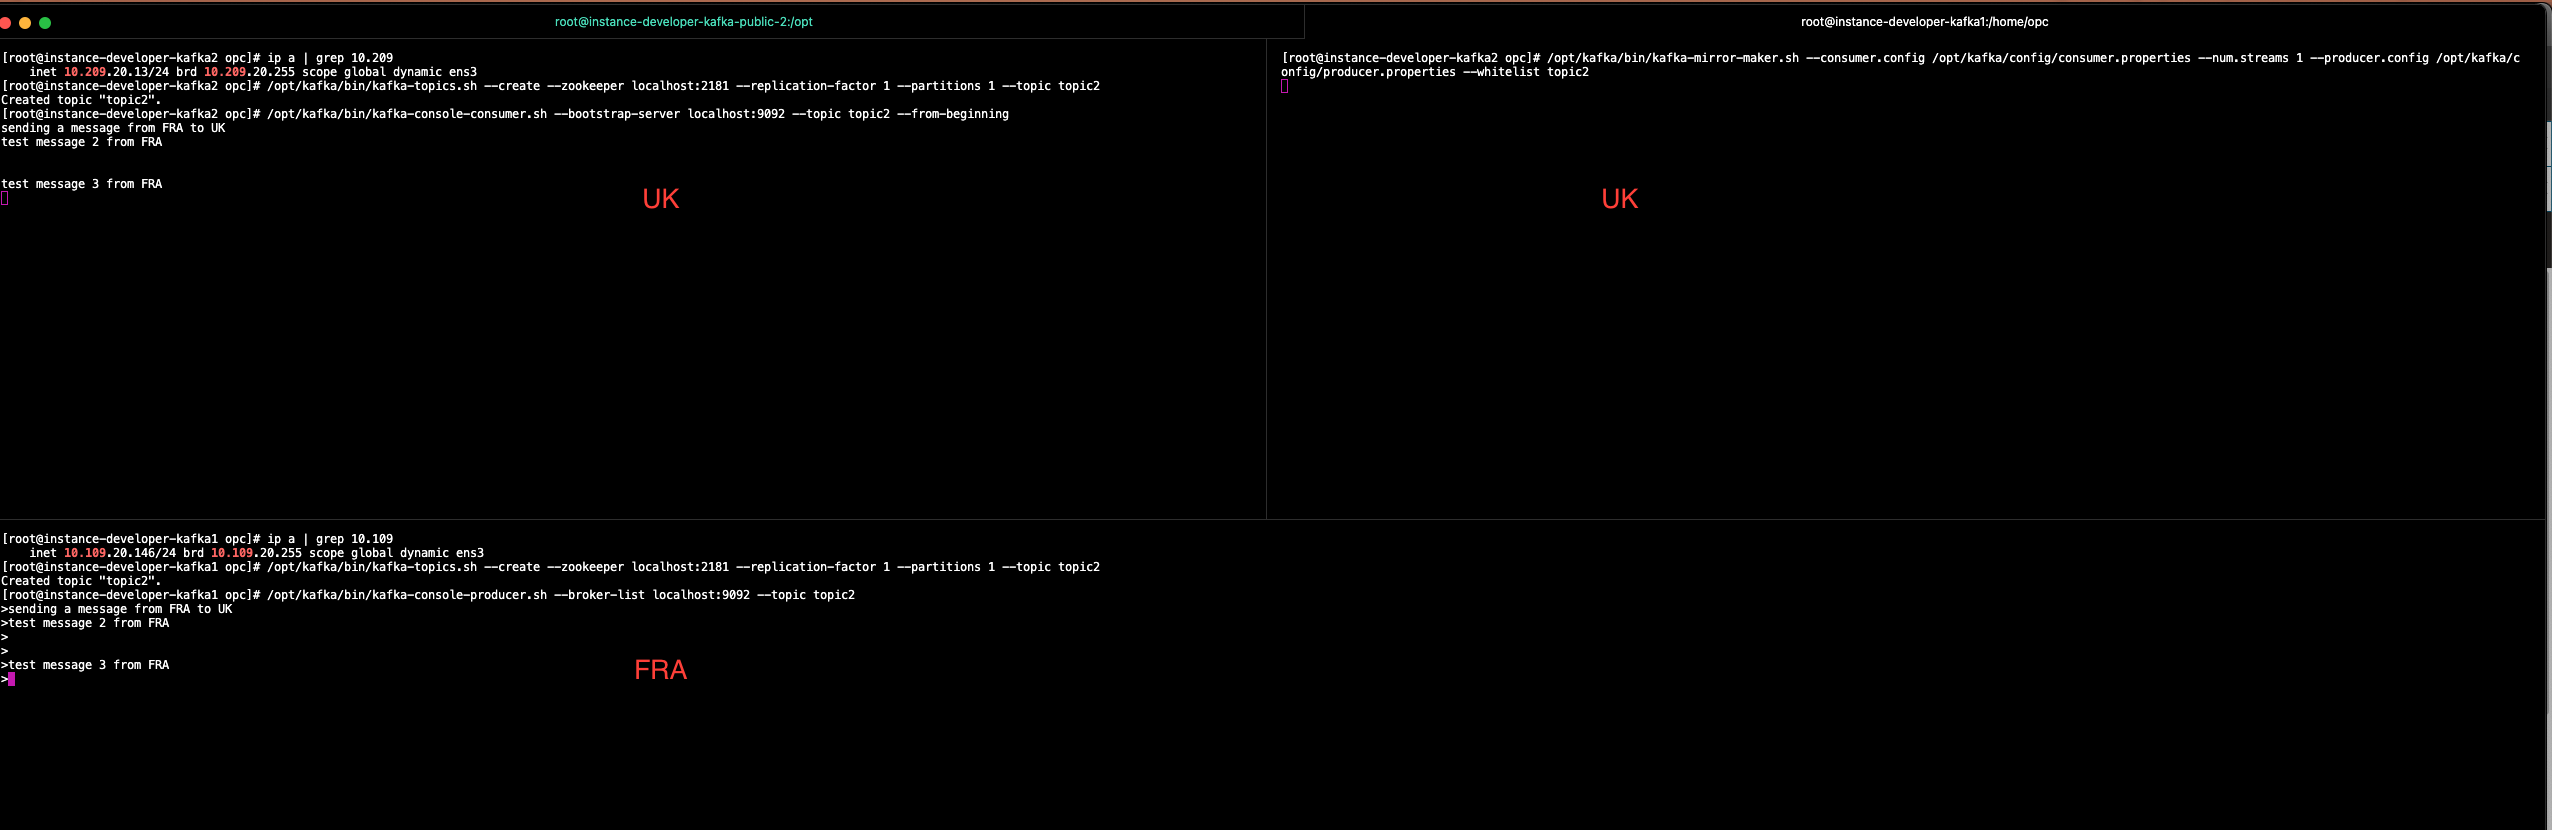 root@instance-developer-kafka-public-2:/opt
root@instance-developer-kafka1:/home/opc
[root@instance-developer-kafka2 opc]# ip a | grep 10.209
    inet 10.209.20.13/24 brd 10.209.20.255 scope global dynamic ens3
[root@instance-developer-kafka2 opc]# /opt/kafka/bin/kafka-topics.sh --create --zookeeper localhost:2181 --replication-factor 1 --partitions 1 --topic topic2
Created topic "topic2".
[root@instance-developer-kafka2 opc]# /opt/kafka/bin/kafka-console-consumer.sh --bootstrap-server localhost:9092 --topic topic2 --from-beginning
sending a message from FRA to UK
test message 2 from FRA
test message 3 from FRA
UK
[root@instance-developer-kafka2 opc]# /opt/kafka/bin/kafka-mirror-maker.sh --consumer.config /opt/kafka/config/consumer.properties --num.streams 1 --producer.config /opt/kafka/c
onfig/producer.properties --whitelist topic2
UK
[root@instance-developer-kafka1 opc]# ip a | grep 10.109
    inet 10.109.20.146/24 brd 10.109.20.255 scope global dynamic ens3
[root@instance-developer-kafka1 opc]# /opt/kafka/bin/kafka-topics.sh --create --zookeeper localhost:2181 --replication-factor 1 --partitions 1 --topic topic2
Created topic "topic2".
[root@instance-developer-kafka1 opc]# /opt/kafka/bin/kafka-console-producer.sh --broker-list localhost:9092 --topic topic2
>sending a message from FRA to UK
>test message 2 from FRA
>
>
>test message 3 from FRA
>
FRA